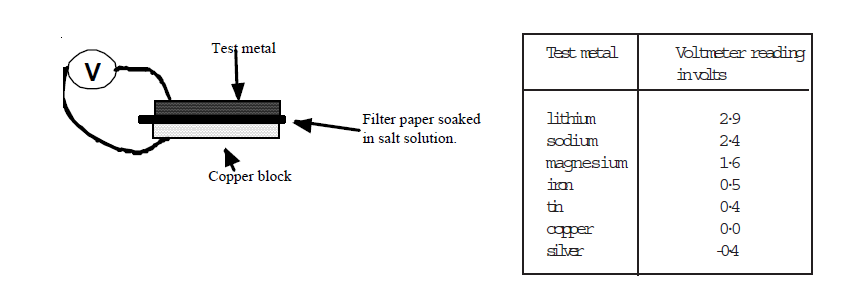 Test metal
V
Filter paper soaked
in salt solution.
Copper block
Test metal Voltmeter reading
in volts
lithium 2·9
sodium 2·4
magnesium 1·6
iron 0·5
tin 0·4
copper 0·0
silver -0·4